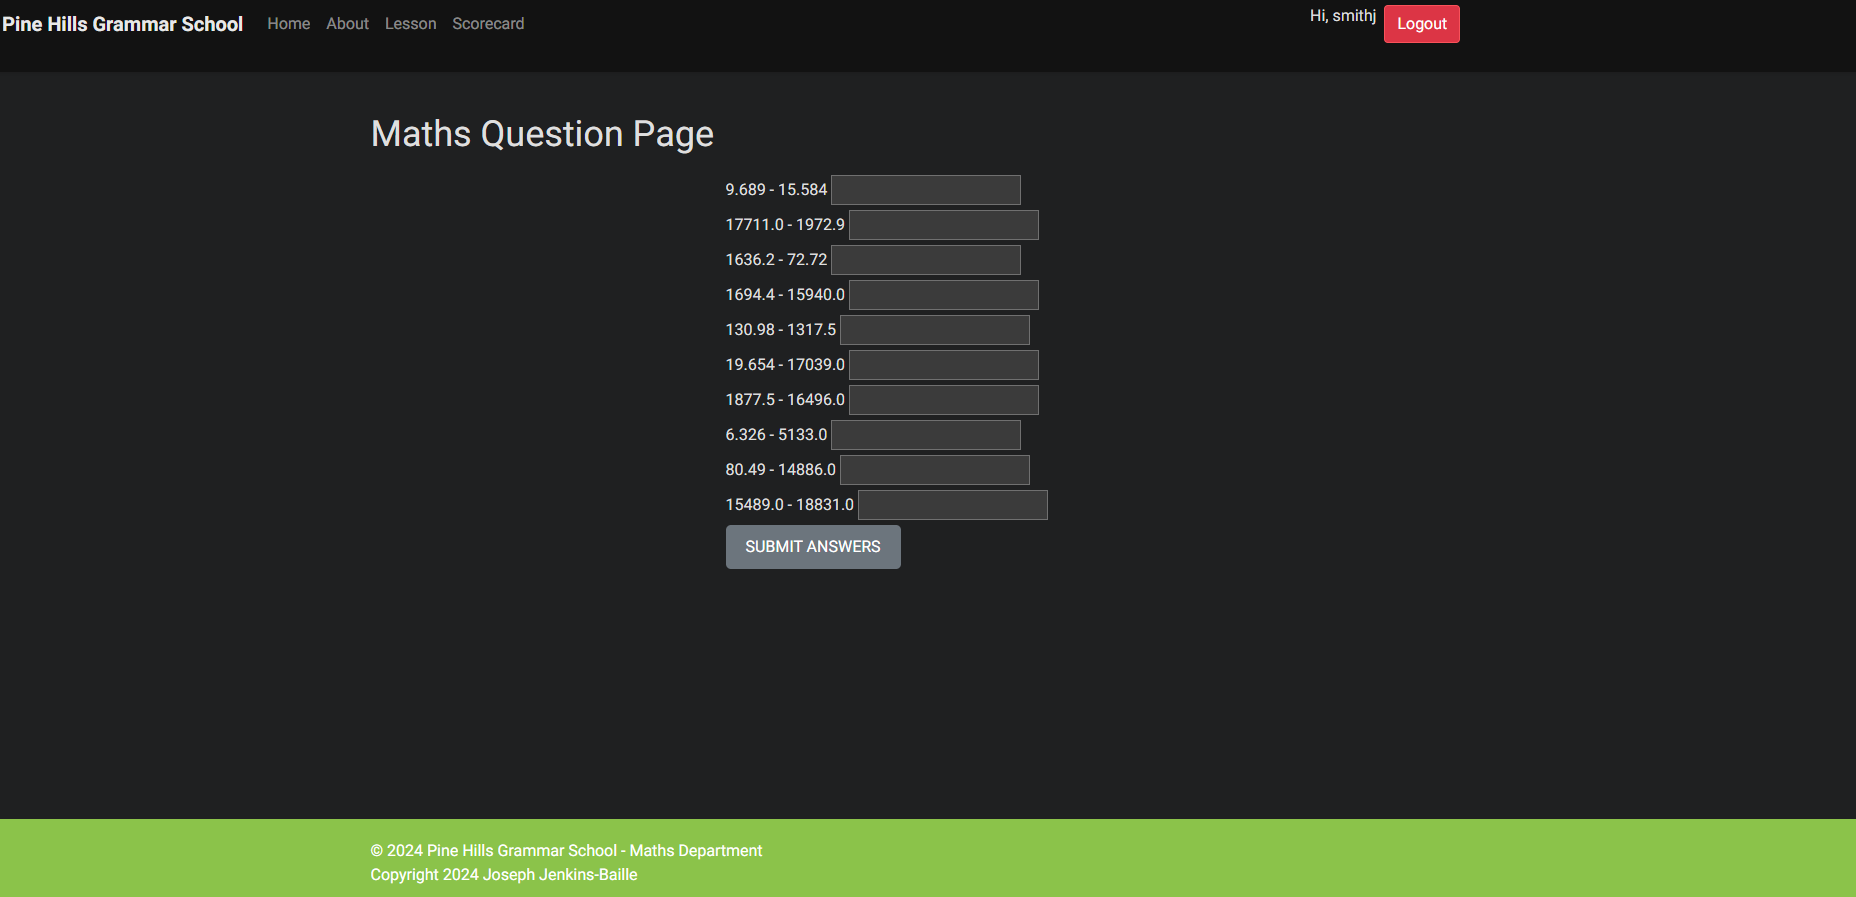 Pine Hills Grammar School Home About Lesson Scorecard Hi, smithj Logout
Maths Question Page
9.689 - 15.584
17711.0 - 1972.9
1636.2 - 72.72
1694.4 - 15940.0
130.98 - 1317.5
19.654 - 17039.0
1877.5 - 16496.0
6.326 - 5133.0
80.49 - 14886.0
15489.0 - 18831.0
SUBMIT ANSWERS
© 2024 Pine Hills Grammar School - Maths Department
Copyright 2024 Joseph Jenkins-Baille